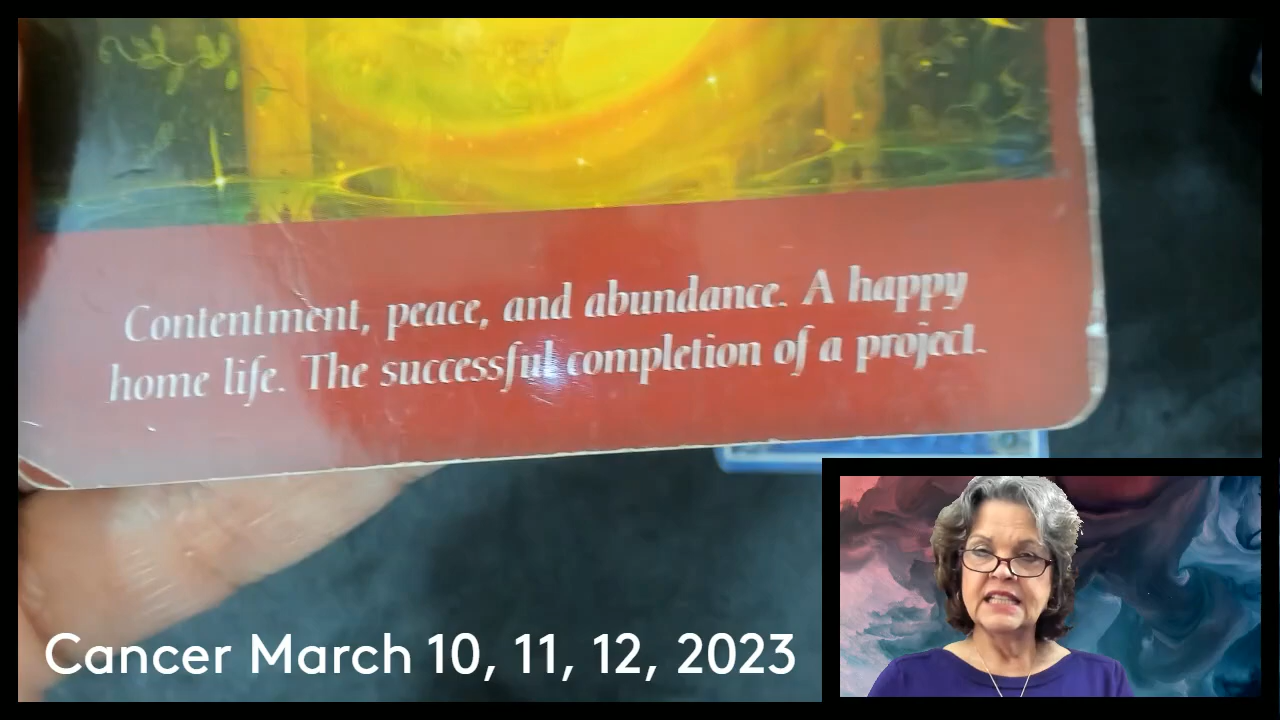 Contentment, peace, and abundance. A happy
home life. The successful completion of a project.
Cancer March 10, 11, 12, 2023